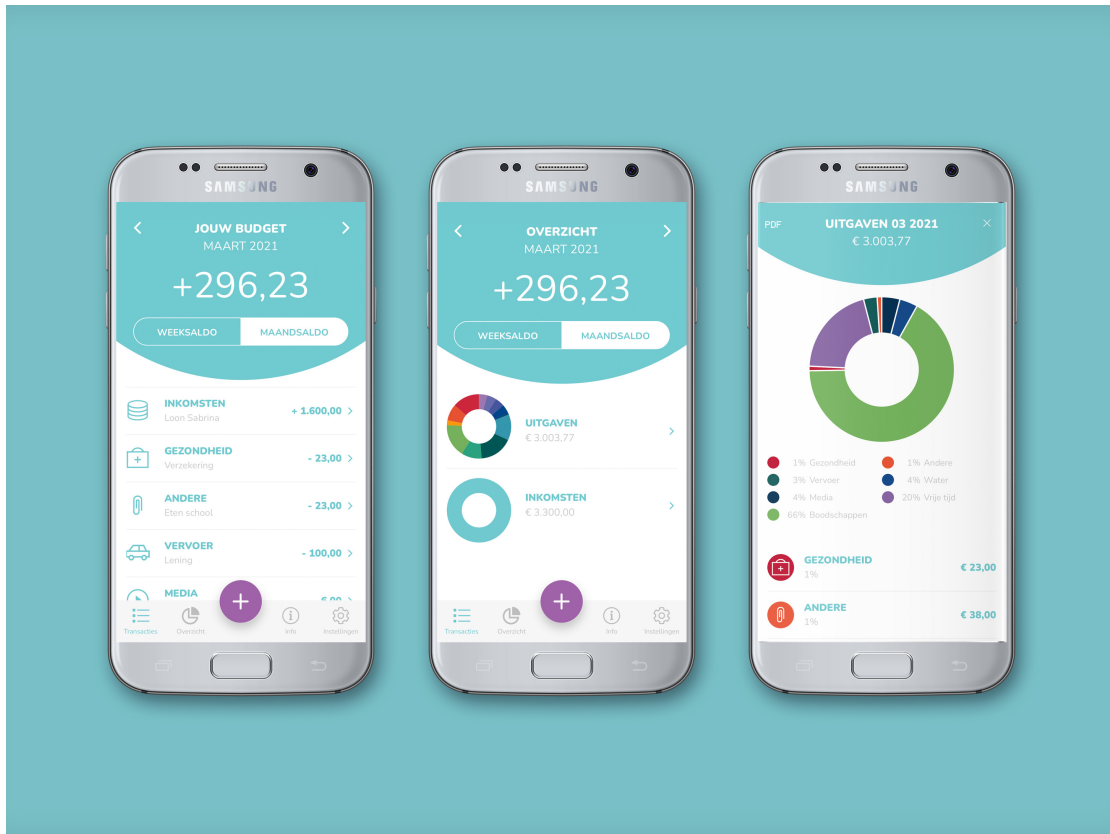 SAMSUNG
JOUW BUDGET
MAART 2021
+296,23
WEEKSALDO MAANDSALDO
INKOMSTEN
Loon Sabrina
+ 1.600,00
GEZONDHEID
Verzekering
- 23,00
ANDERE
Eten school
- 23,00
VERVOER
Lening
- 100,00
MEDIA
Transacties Overzicht Info Instellingen
SAMSUNG
OVERZICHT
MAART 2021
+296,23
WEEKSALDO MAANDSALDO
UITGAVEN
€ 3.003,77
INKOMSTEN
€ 3.300,00
Transacties Overzicht Info Instellingen
SAMSUNG
PDF UITGAVEN 03 2021
€ 3.003,77
1% Gezondheid 1% Andere
3% Vervoer 4% Water
4% Media 20% Vrije tijd
66% Boodschappen
GEZONDHEID
1%
€ 23,00
ANDERE
1%
€ 38,00